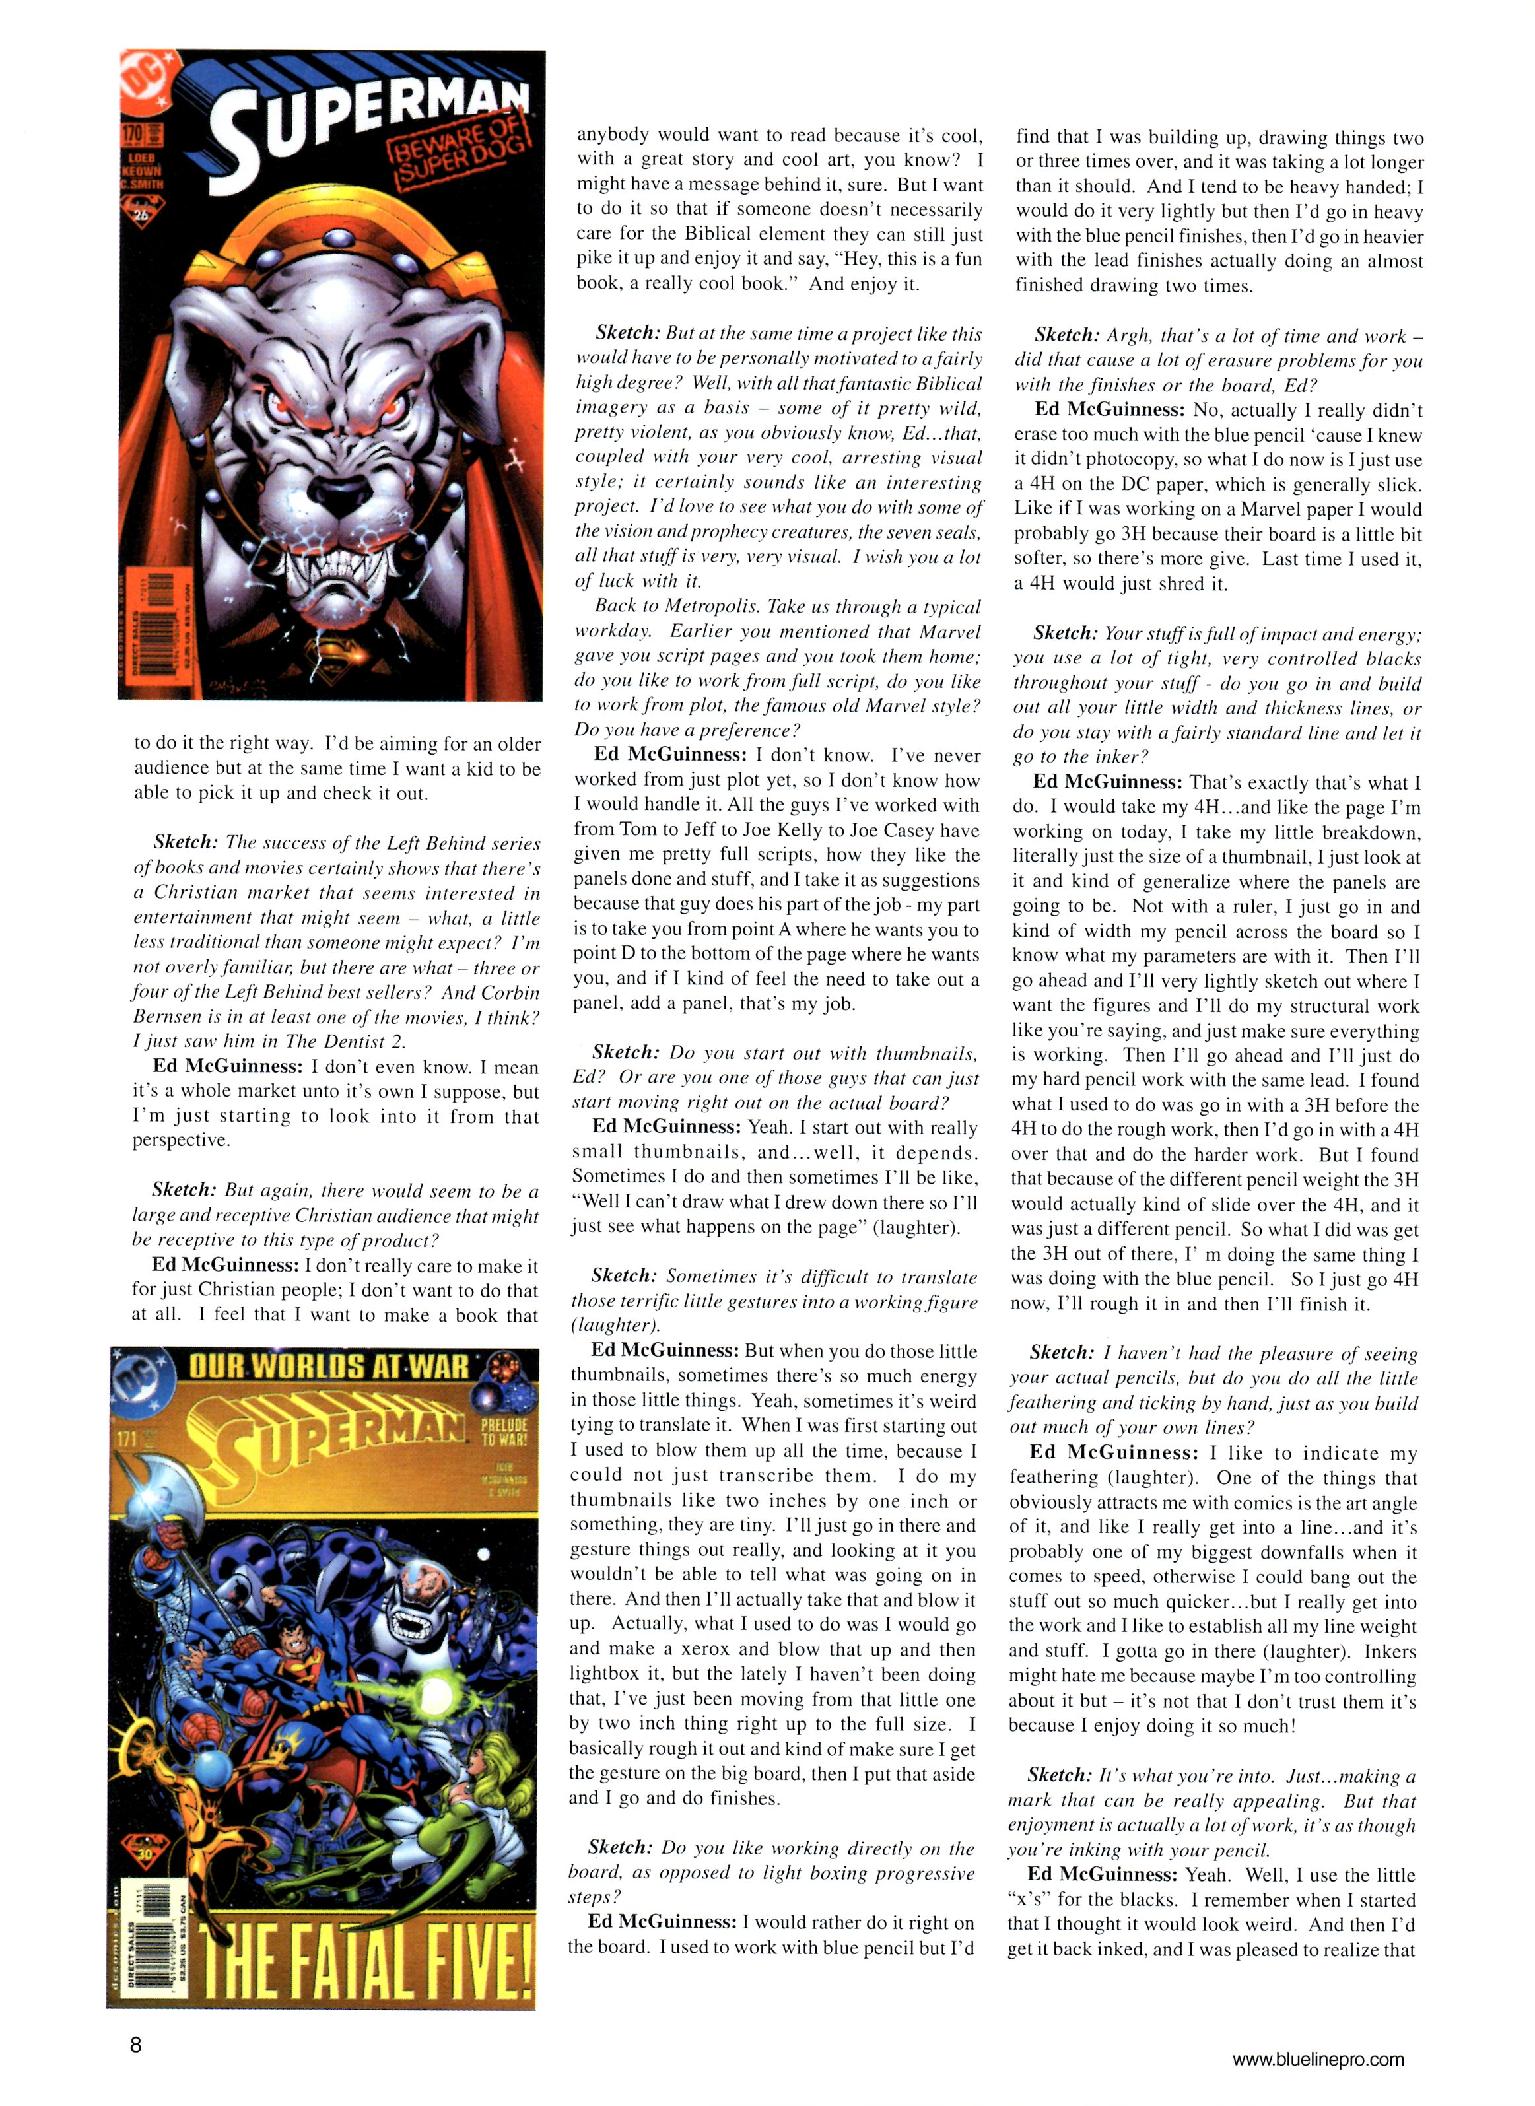 DC
SUPERMAN
BEWARE OF
SUPER DOG
170
LOEB
KEOWN
C.SMITH
26
DIRECT SALES
to do it the right way. I'd be aiming for an older
audience but at the same time I want a kid to be
able to pick it up and check it out.
Sketch: The success of the Left Behind series
of books and movies certainly shows that there's
a Christian market that seems interested in
entertainment that might seem – what, a little
less traditional than someone might expect? I'm
not overly familiar, but there are what – three or
four of the Left Behind best sellers? And Corbin
Bernsen is in at least one of the movies, I think?
I just saw him in The Dentist 2.
Ed McGuinness: I don't even know. I mean
it's a whole market unto it's own I suppose, but
I'm just starting to look into it from that
perspective.
Sketch: But again, there would seem to be a
large and receptive Christian audience that might
be receptive to this type of product?
Ed McGuinness: I don't really care to make it
for just Christian people; I don't want to do that
at all. I feel that I want to make a book that
DC
OUR WORLDS AT WAR
SUPERMAN
171
PRELUDE
TO WAR!
LOEB
MCGUINNESS
C SMITH
30
DIRECT SALES
THE FATAL FIVE!
anybody would want to read because it's cool,
with a great story and cool art, you know? I
might have a message behind it, sure. But I want
to do it so that if someone doesn't necessarily
care for the Biblical element they can still just
pike it up and enjoy it and say, "Hey, this is a fun
book, a really cool book." And enjoy it.
Sketch: But at the same time a project like this
would have to be personally motivated to a fairly
high degree? Well, with all that fantastic Biblical
imagery as a basis – some of it pretty wild,
pretty violent, as you obviously know, Ed...that,
coupled with your very cool, arresting visual
style; it certainly sounds like an interesting
project. I'd love to see what you do with some of
the vision and prophecy creatures, the seven seals,
all that stuff is very, very visual. I wish you a lot
of luck with it.
Back to Metropolis. Take us through a typical
workday. Earlier you mentioned that Marvel
gave you script pages and you took them home;
do you like to work from full script, do you like
to work from plot, the famous old Marvel style?
Do you have a preference?
Ed McGuinness: I don't know. I've never
worked from just plot yet, so I don't know how
I would handle it. All the guys I've worked with
from Tom to Jeff to Joe Kelly to Joe Casey have
given me pretty full scripts, how they like the
panels done and stuff, and I take it as suggestions
because that guy does his part of the job - my part
is to take you from point A where he wants you to
point D to the bottom of the page where he wants
you, and if I kind of feel the need to take out a
panel, add a panel, that's my job.
Sketch: Do you start out with thumbnails,
Ed? Or are you one of those guys that can just
start moving right out on the actual board?
Ed McGuinness: Yeah. I start out with really
small thumbnails, and...well, it depends.
Sometimes I do and then sometimes I'll be like,
"Well I can't draw what I drew down there so I'll
just see what happens on the page" (laughter).
Sketch: Sometimes it's difficult to translate
those terrific little gestures into a working figure
(laughter).
Ed McGuinness: But when you do those little
thumbnails, sometimes there's so much energy
in those little things. Yeah, sometimes it's weird
tying to translate it. When I was first starting out
I used to blow them up all the time, because I
could not just transcribe them. I do my
thumbnails like two inches by one inch or
something, they are tiny. I'll just go in there and
gesture things out really, and looking at it you
wouldn't be able to tell what was going on in
there. And then I'll actually take that and blow it
up. Actually, what I used to do was I would go
and make a xerox and blow that up and then
lightbox it, but the lately I haven't been doing
that, I've just been moving from that little one
by two inch thing right up to the full size. I
basically rough it out and kind of make sure I get
the gesture on the big board, then I put that aside
and I go and do finishes.
Sketch: Do you like working directly on the
board, as opposed to light boxing progressive
steps?
Ed McGuinness: I would rather do it right on
the board. I used to work with blue pencil but I'd
find that I was building up, drawing things two
or three times over, and it was taking a lot longer
than it should. And I tend to be heavy handed; I
would do it very lightly but then I'd go in heavy
with the blue pencil finishes, then I'd go in heavier
with the lead finishes actually doing an almost
finished drawing two times.
Sketch: Argh, that's a lot of time and work –
did that cause a lot of erasure problems for you
with the finishes or the board, Ed?
Ed McGuinness: No, actually I really didn't
erase too much with the blue pencil 'cause I knew
it didn't photocopy, so what I do now is I just use
a 4H on the DC paper, which is generally slick.
Like if I was working on a Marvel paper I would
probably go 3H because their board is a little bit
softer, so there's more give. Last time I used it,
a 4H would just shred it.
Sketch: Your stuff is full of impact and energy;
you use a lot of tight, very controlled blacks
throughout your stuff - do you go in and build
out all your little width and thickness lines, or
do you stay with a fairly standard line and let it
go to the inker?
Ed McGuinness: That's exactly that's what I
do. I would take my 4H...and like the page I'm
working on today, I take my little breakdown,
literally just the size of a thumbnail, I just look at
it and kind of generalize where the panels are
going to be. Not with a ruler, I just go in and
kind of width my pencil across the board so I
know what my parameters are with it. Then I'll
go ahead and I'll very lightly sketch out where I
want the figures and I'll do my structural work
like you're saying, and just make sure everything
is working. Then I'll go ahead and I'll just do
my hard pencil work with the same lead. I found
what I used to do was go in with a 3H before the
4H to do the rough work, then I'd go in with a 4H
over that and do the harder work. But I found
that because of the different pencil weight the 3H
would actually kind of slide over the 4H, and it
was just a different pencil. So what I did was get
the 3H out of there, I' m doing the same thing I
was doing with the blue pencil. So I just go 4H
now, I'll rough it in and then I'll finish it.
Sketch: I haven't had the pleasure of seeing
your actual pencils, but do you do all the little
feathering and ticking by hand, just as you build
out much of your own lines?
Ed McGuinness: I like to indicate my
feathering (laughter). One of the things that
obviously attracts me with comics is the art angle
of it, and like I really get into a line...and it's
probably one of my biggest downfalls when it
comes to speed, otherwise I could bang out the
stuff out so much quicker...but I really get into
the work and I like to establish all my line weight
and stuff. I gotta go in there (laughter). Inkers
might hate me because maybe I'm too controlling
about it but – it's not that I don't trust them it's
because I enjoy doing it so much!
Sketch: It's what you're into. Just...making a
mark that can be really appealing. But that
enjoyment is actually a lot of work, it's as though
you're inking with your pencil.
Ed McGuinness: Yeah. Well, I use the little
"x's" for the blacks. I remember when I started
that I thought it would look weird. And then I'd
get it back inked, and I was pleased to realize that
8
www.bluelinepro.com